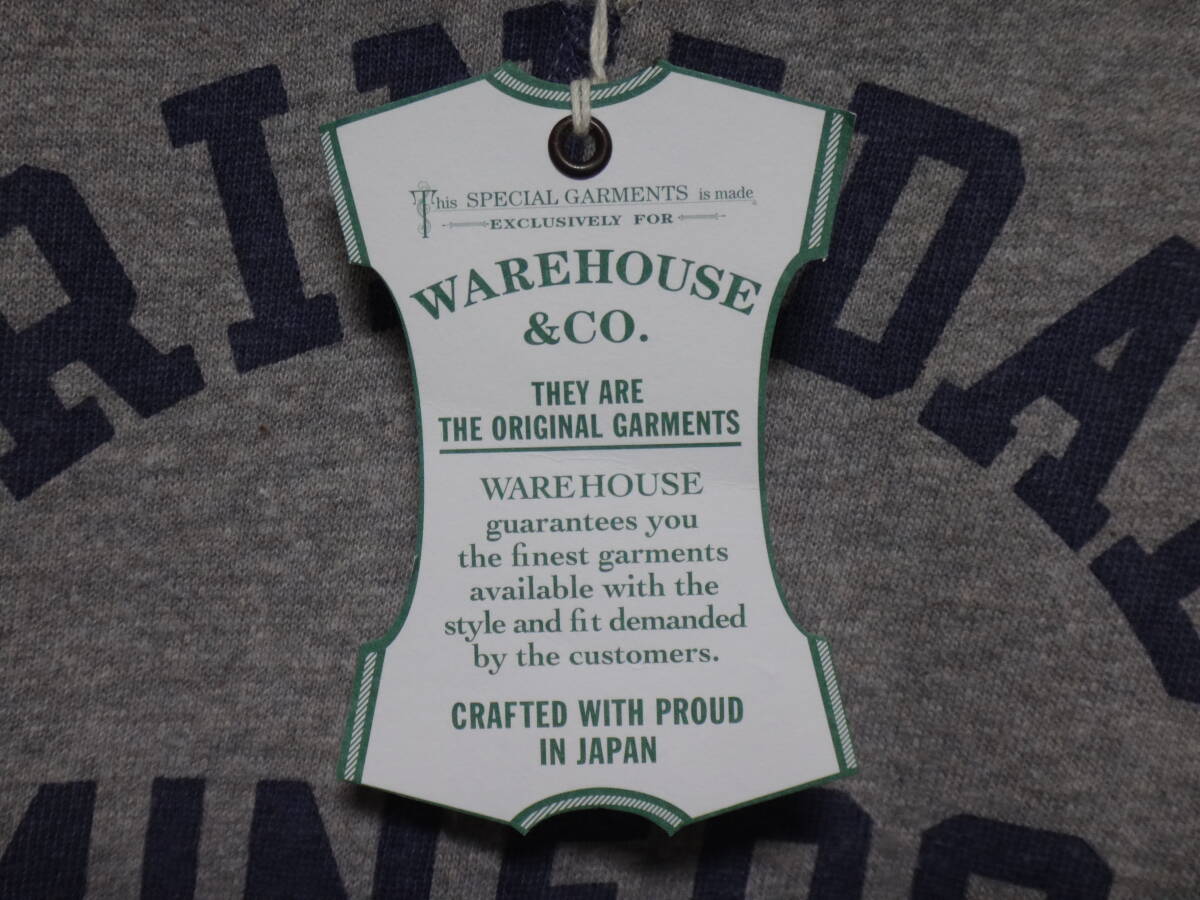 This SPECIAL GARMENTS is made
EXCLUSIVELY FOR
WAREHOUSE
&CO.
THEY ARE
THE ORIGINAL GARMENTS
WAREHOUSE
guarantees you
the finest garments
available with the
style and fit demanded
by the customers.
CRAFTED WITH PROUD
IN JAPAN